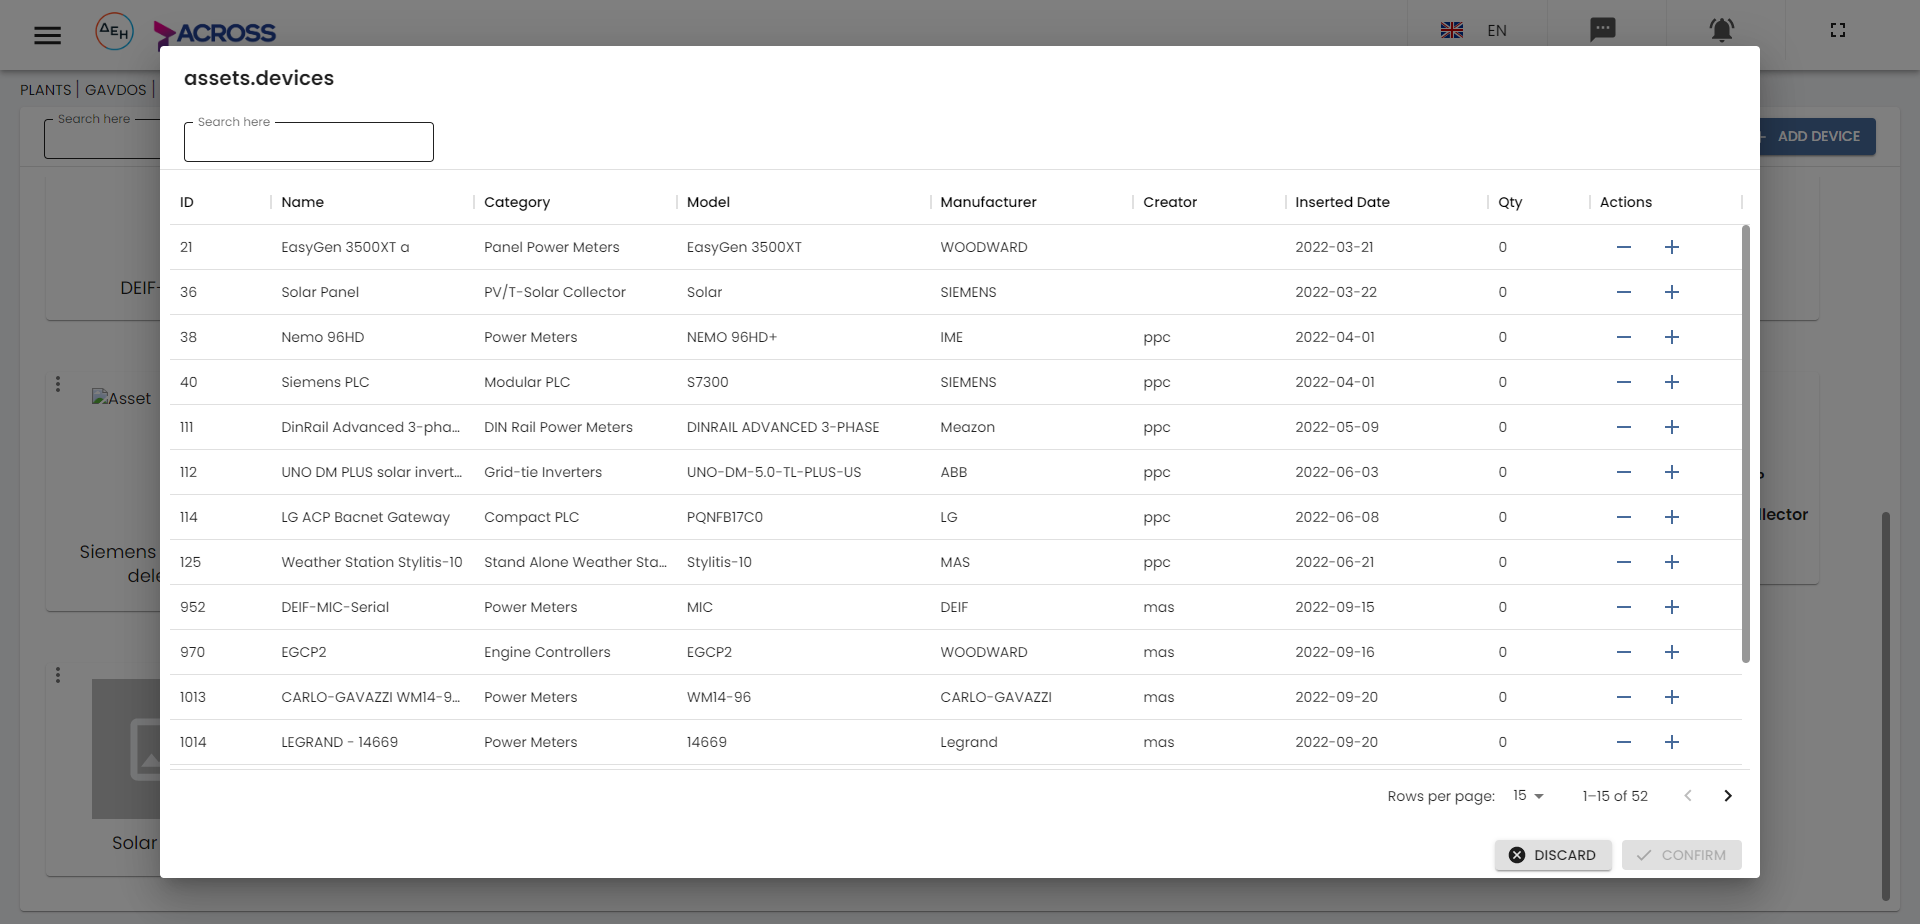 ΔEH
ACROSS
EN
PLANTS | GAVDOS |
Search here
ADD DEVICE
assets.devices
Search here
ID Name Category Model Manufacturer Creator Inserted Date Qty Actions
21 EasyGen 3500XT a Panel Power Meters EasyGen 3500XT WOODWARD 2022-03-21 0
36 Solar Panel PV/T-Solar Collector Solar SIEMENS 2022-03-22 0
38 Nemo 96HD Power Meters NEMO 96HD+ IME ppc 2022-04-01 0
40 Siemens PLC Modular PLC S7300 SIEMENS ppc 2022-04-01 0
111 DinRail Advanced 3-pha... DIN Rail Power Meters DINRAIL ADVANCED 3-PHASE Meazon ppc 2022-05-09 0
112 UNO DM PLUS solar invert... Grid-tie Inverters UNO-DM-5.0-TL-PLUS-US ABB ppc 2022-06-03 0
114 LG ACP Bacnet Gateway Compact PLC PQNFB17C0 LG ppc 2022-06-08 0
125 Weather Station Stylitis-10 Stand Alone Weather Sta... Stylitis-10 MAS ppc 2022-06-21 0
952 DEIF-MIC-Serial Power Meters MIC DEIF mas 2022-09-15 0
970 EGCP2 Engine Controllers EGCP2 WOODWARD mas 2022-09-16 0
1013 CARLO-GAVAZZI WM14-9... Power Meters WM14-96 CARLO-GAVAZZI mas 2022-09-20 0
1014 LEGRAND - 14669 Power Meters 14669 Legrand mas 2022-09-20 0
Rows per page: 15 1–15 of 52
DISCARD CONFIRM
DEIF-
Asset
Siemens
dele
Solar
llector